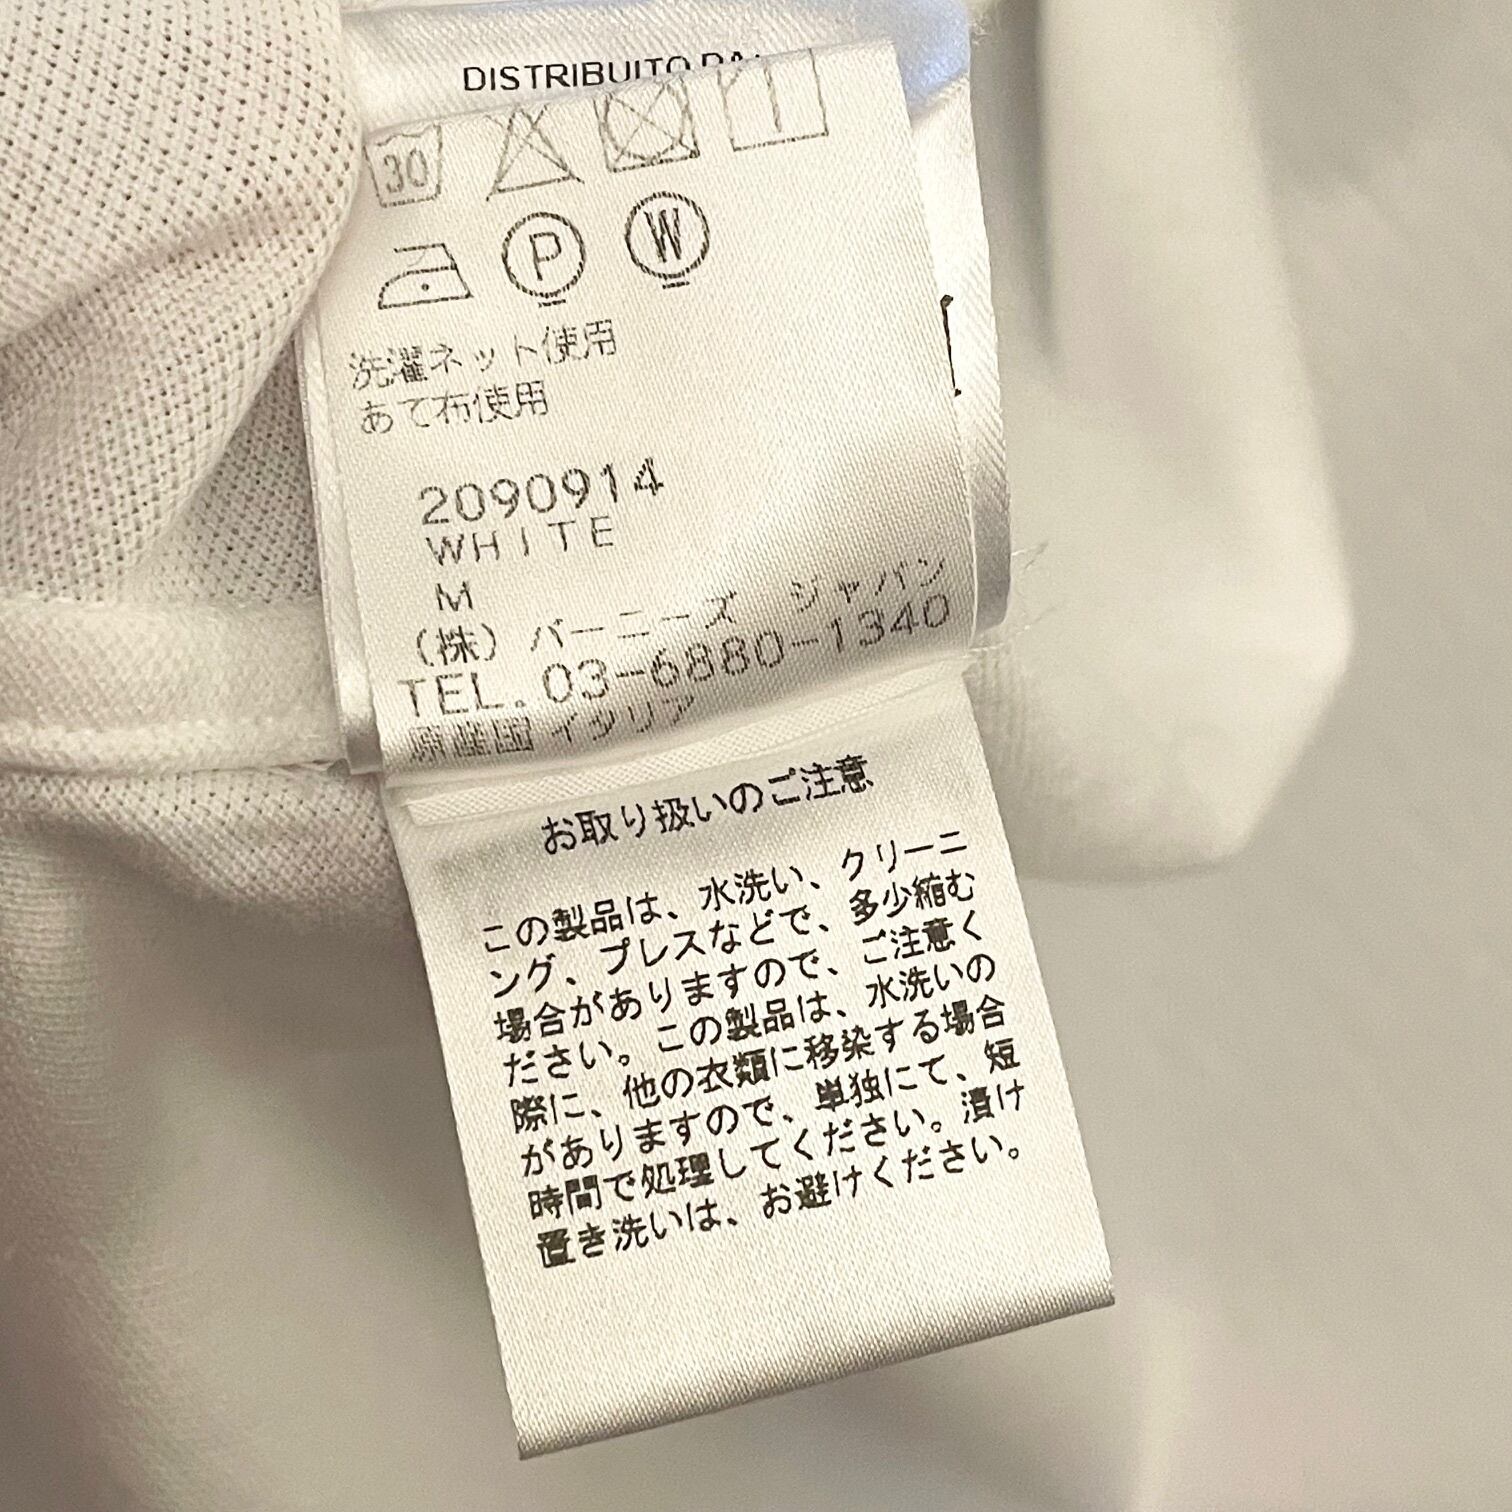 DISTRIBUITO
30
P
W
洗濯ネット使用
あて布使用
2090914
WHITE
M
(株) バーニーズ ジャパン
TEL.03-6880-1340
原産国 イタリア
お取り扱いのご注意
この製品は、水洗い、クリーニ
ング、プレスなどで、多少縮む
場合がありますので、ご注意く
ださい。この製品は、水洗いの
際に、他の衣類に移染する場合
がありますので、単独にて、短
時間で処理してください。漬け
置き洗いは、お避けください。